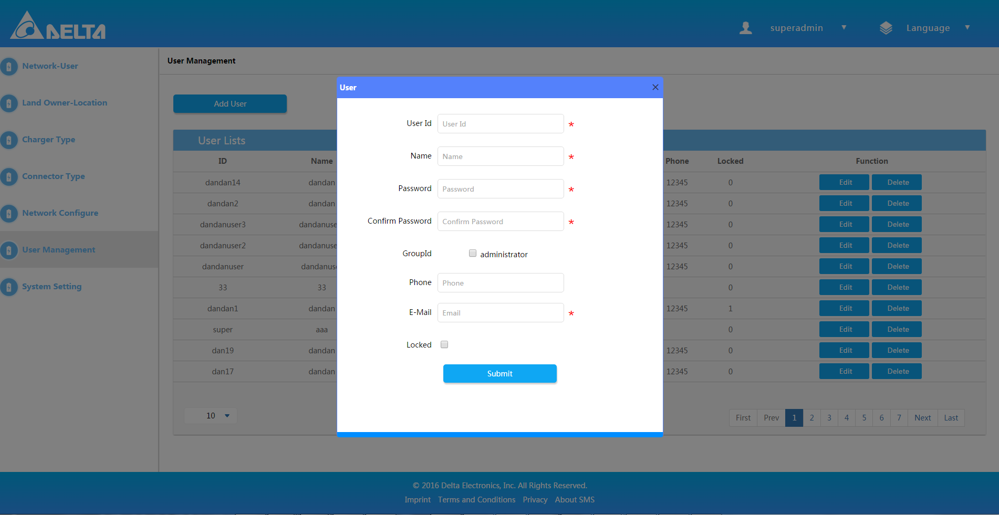 DELTA
superadmin ▼ Language ▼
Network-User
Land Owner-Location
Charger Type
Connector Type
Network Configure
User Management
System Setting
User Management
Add User
User Lists
ID Name Phone Locked Function
dandan14 dandan 12345 0 Edit Delete
dandan2 dandan 12345 0 Edit Delete
dandanuser3 dandanuse 12345 0 Edit Delete
dandanuser2 dandanuse 12345 0 Edit Delete
dandanuser dandanus 12345 0 Edit Delete
33 33 0 Edit Delete
dandan1 dandan 12345 1 Edit Delete
super aaa 0 Edit Delete
dan19 dandan 12345 0 Edit Delete
dan17 dandan 12345 0 Edit Delete
10
First Prev 1 2 3 4 5 6 7 Next Last
User ×
User Id User Id *
Name Name *
Password Password *
Confirm Password Confirm Password *
GroupId administrator
Phone Phone
E-Mail Email *
Locked
Submit
© 2016 Delta Electronics, Inc. All Rights Reserved.
Imprint Terms and Conditions Privacy About SMS